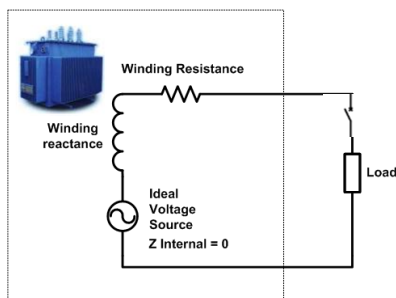 Winding Resistance
Winding
reactance
Ideal
Voltage
Source
Z Internal = 0
Load